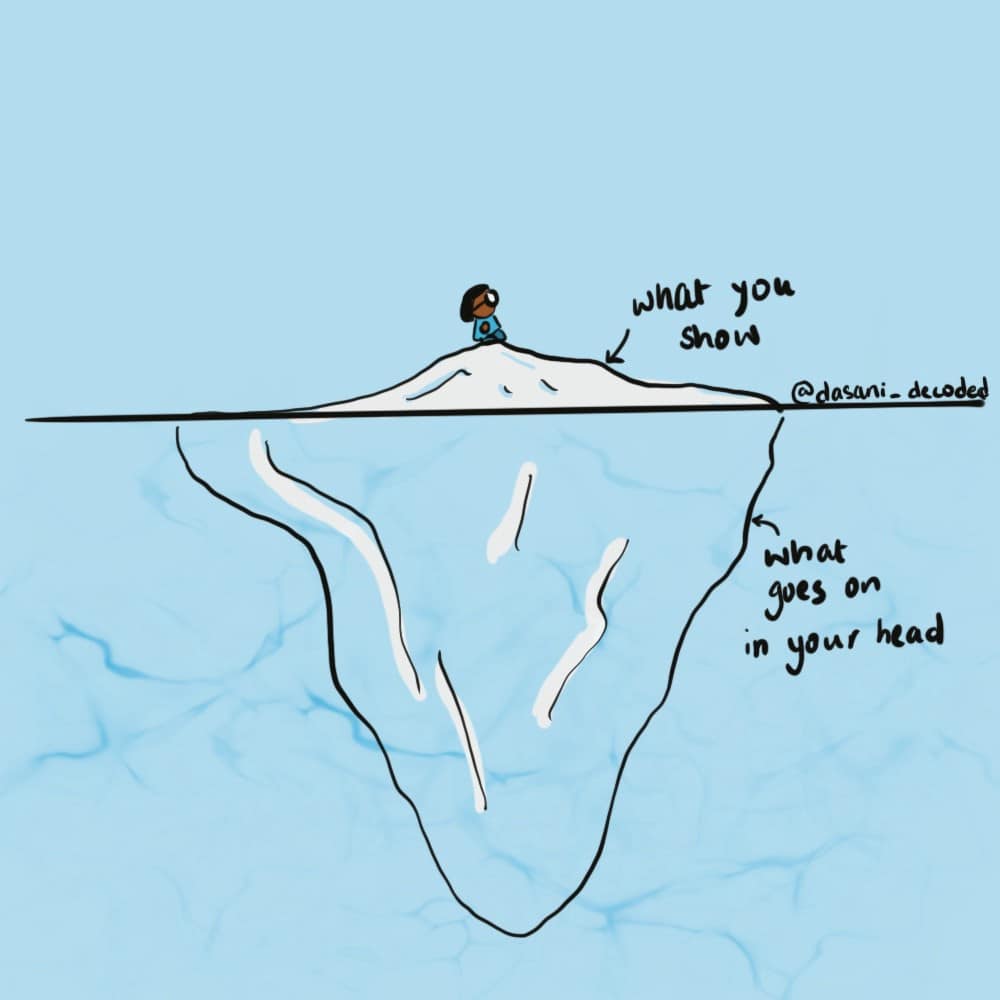 what you
show
@dasani_decoded
what
goes on
in your head